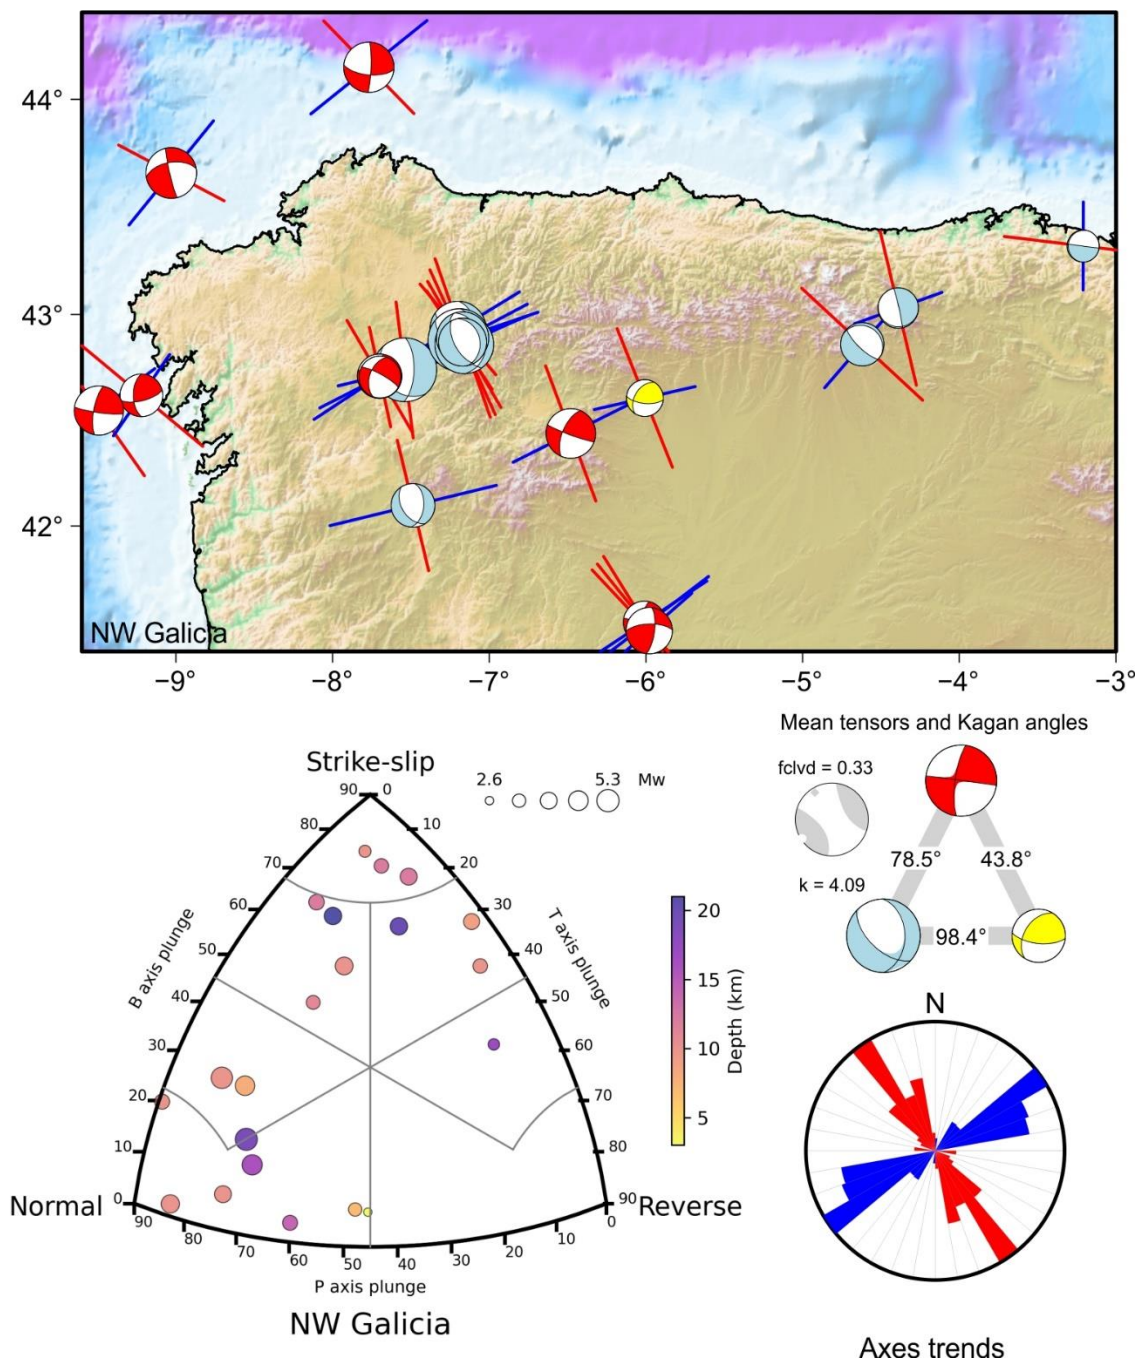 44°
43°
42°
NW Galicia
−9° −8° −7° −6° −5° −4° −3°
Mean tensors and Kagan angles
fclvd = 0.33
78.5° 43.8°
k = 4.09
98.4°
Strike-slip
2.6 5.3 Mw
90 0
80 10
70 20
60 30
50 40
40 50
30 60
20 70
10 80
0 90
B axis plunge
T axis plunge
Normal
Reverse
90 80 70 60 50 40 30 20 10 0
P axis plunge
NW Galicia
20
15
10
5
Depth (km)
N
Axes trends